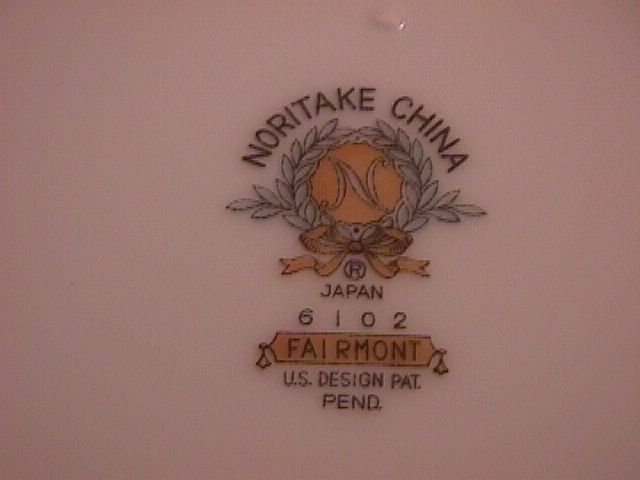 NORITAKE CHINA
N
®
JAPAN
6102
FAIRMONT
U.S. DESIGN PAT.
PEND.